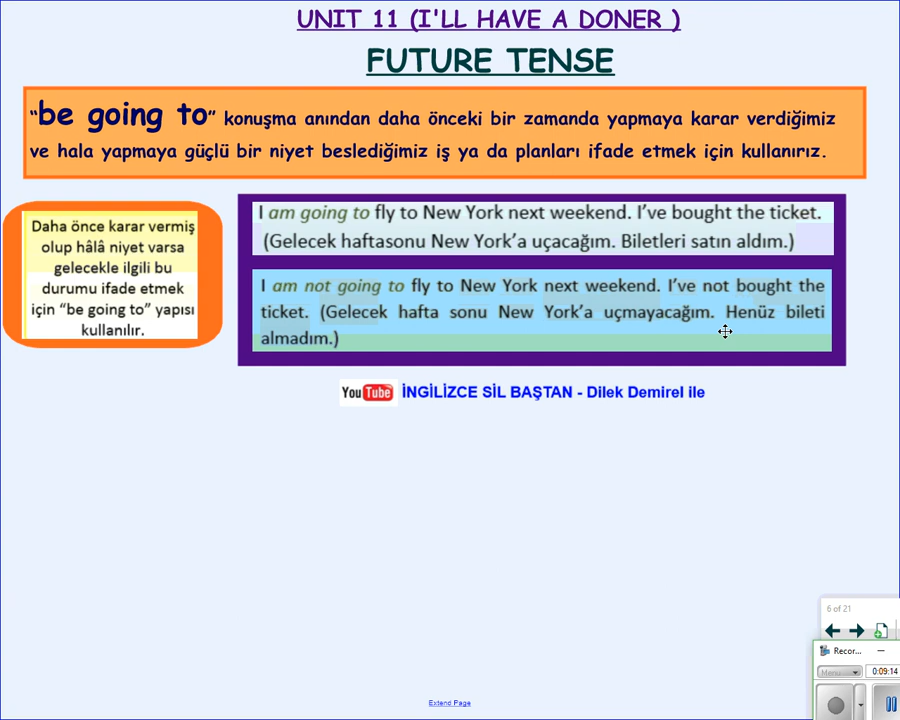 UNIT 11 (I'LL HAVE A DONER )
FUTURE TENSE
“be going to” konuşma anından daha önceki bir zamanda yapmaya karar verdiğimiz
ve hala yapmaya güçlü bir niyet beslediğimiz iş ya da planları ifade etmek için kullanırız.
Daha önce karar vermiş
olup hâlâ niyet varsa
gelecekle ilgili bu
durumu ifade etmek
için “be going to” yapısı
kullanılır.
I am going to fly to New York next weekend. I’ve bought the ticket.
(Gelecek haftasonu New York’a uçacağım. Biletleri satın aldım.)
I am not going to fly to New York next weekend. I’ve not bought the
ticket. (Gelecek hafta sonu New York’a uçmayacağım. Henüz bileti
almadım.)
YouTube İNGİLİZCE SİL BAŞTAN - Dilek Demirel ile
6 of 21
Recor...
Menu
0:09:14
Extend Page